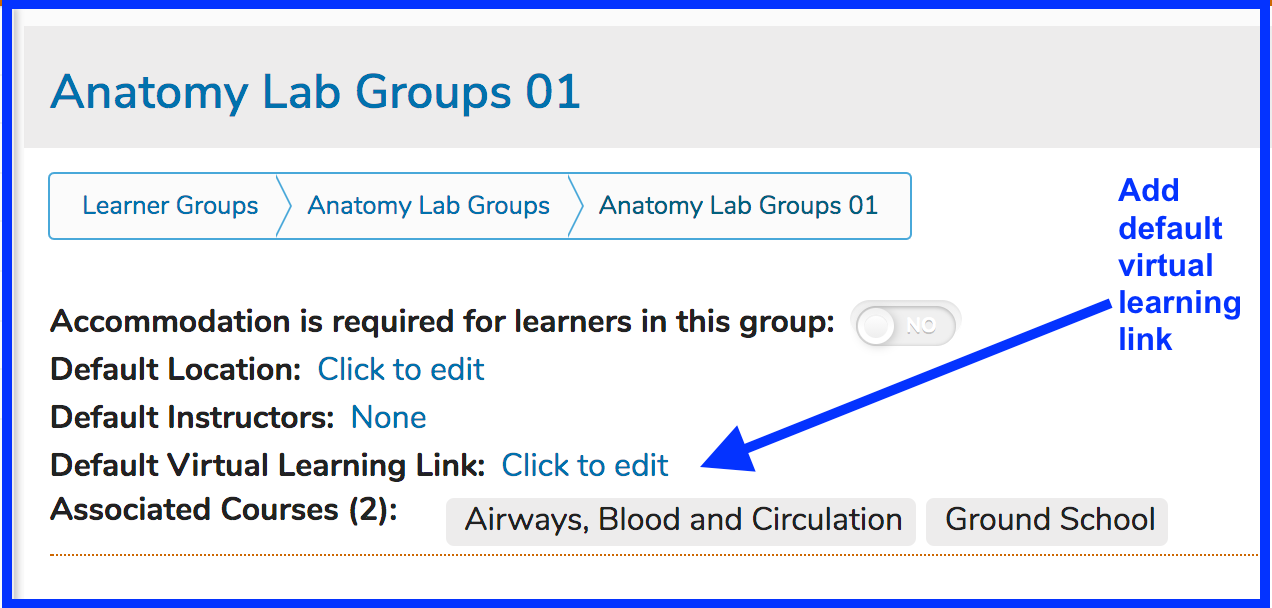 Anatomy Lab Groups 01
Learner Groups Anatomy Lab Groups Anatomy Lab Groups 01
Add
default
virtual
learning
link
Accommodation is required for learners in this group: NO
Default Location: Click to edit
Default Instructors: None
Default Virtual Learning Link: Click to edit
Associated Courses (2): Airways, Blood and Circulation Ground School